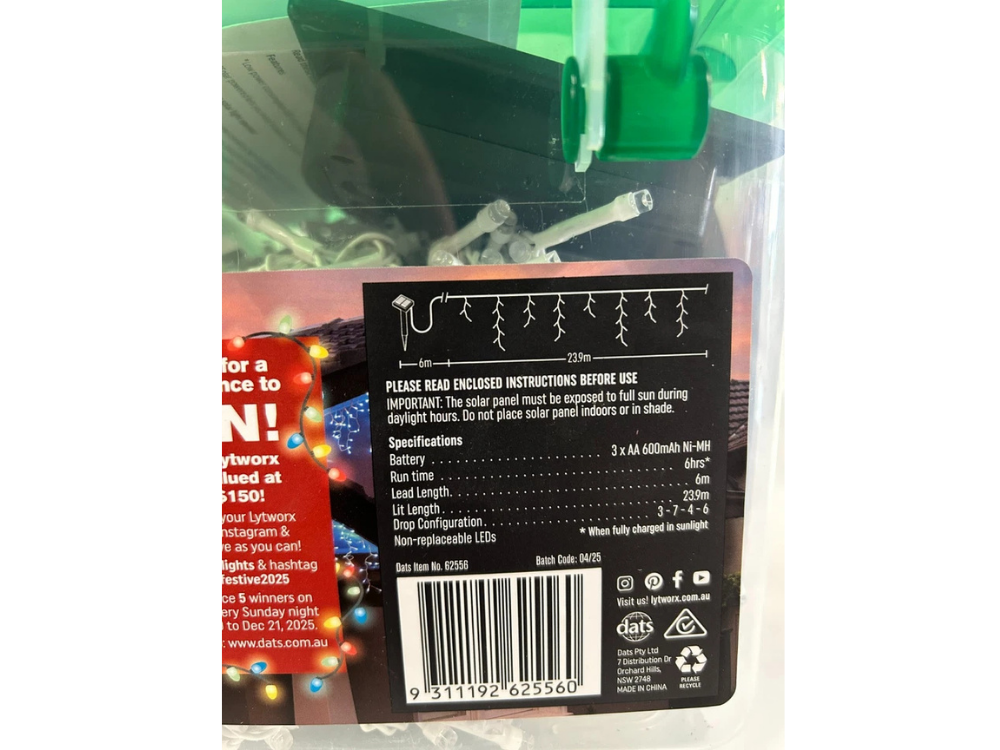 Features
for a
nce to
N!
ytworx
lued at
$150!
your Lytworx
nstagram &
e as you can!
lights & hashtag
festive2025
ce 5 winners on
ery Sunday night
to Dec 21, 2025.
www.dats.com.au
6m
23.9m
PLEASE READ ENCLOSED INSTRUCTIONS BEFORE USE
IMPORTANT: The solar panel must be exposed to full sun during
daylight hours. Do not place solar panel indoors or in shade.
Specifications
Battery . . . . . . . . . . . . . . . . . . . . 3 x AA 600mAh Ni-MH
Run time . . . . . . . . . . . . . . . . . . . . 6hrs*
Lead Length. . . . . . . . . . . . . . . . . . . . 6m
Lit Length . . . . . . . . . . . . . . . . . . . . 23.9m
Drop Configuration. . . . . . . . . . . . . . . . . . . . 3 - 7 - 4 - 6
Non-replaceable LEDs
* When fully charged in sunlight
Dats Item No. 62556
Batch Code: 04/25
9 311192 625560
Visit us! lytworx.com.au
dats
Dats Pty Ltd
7 Distribution Dr
Orchard Hills,
NSW 2748
MADE IN CHINA
PLEASE
RECYCLE